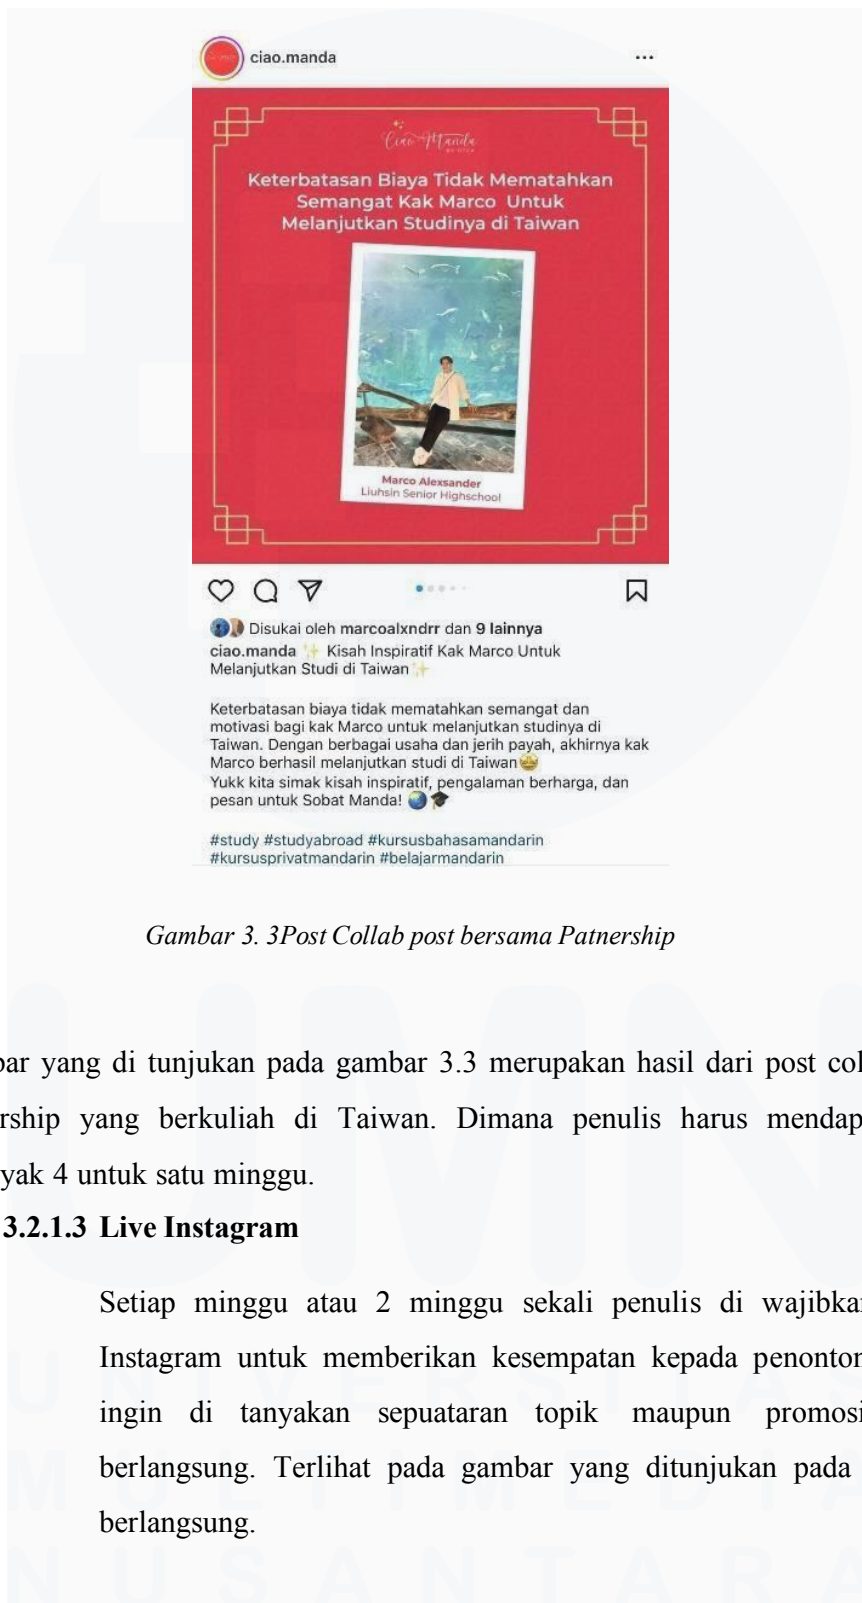 ciao.manda
Ciao Manda
Keterbatasan Biaya Tidak Mematahkan
Semangat Kak Marco Untuk
Melanjutkan Studinya di Taiwan
Marco Alexsander
Liuhsin Senior Highschool
Disukai oleh marcoalxndrr dan 9 lainnya
ciao.manda ✨ Kisah Inspiratif Kak Marco Untuk
Melanjutkan Studi di Taiwan✨
Keterbatasan biaya tidak mematahkan semangat dan
motivasi bagi kak Marco untuk melanjutkan studinya di
Taiwan. Dengan berbagai usaha dan jerih payah, akhirnya kak
Marco berhasil melanjutkan studi di Taiwan🤩
Yukk kita simak kisah inspiratif, pengalaman berharga, dan
pesan untuk Sobat Manda! 🌏🎓
#study #studyabroad #kursusbahasamandarin
#kursusprivatmandarin #belajarmandarin
Gambar 3. 3Post Collab post bersama Patnership
bar yang di tunjukan pada gambar 3.3 merupakan hasil dari post col
ership yang berkuliah di Taiwan. Dimana penulis harus mendap
yak 4 untuk satu minggu.
3.2.1.3 Live Instagram
Setiap minggu atau 2 minggu sekali penulis di wajibka
Instagram untuk memberikan kesempatan kepada penonton
ingin di tanyakan sepuataran topik maupun promosi
berlangsung. Terlihat pada gambar yang ditunjukan pada
berlangsung.
UMN
UNIVERSITAS
MULTIMEDIA
NUSANTARA